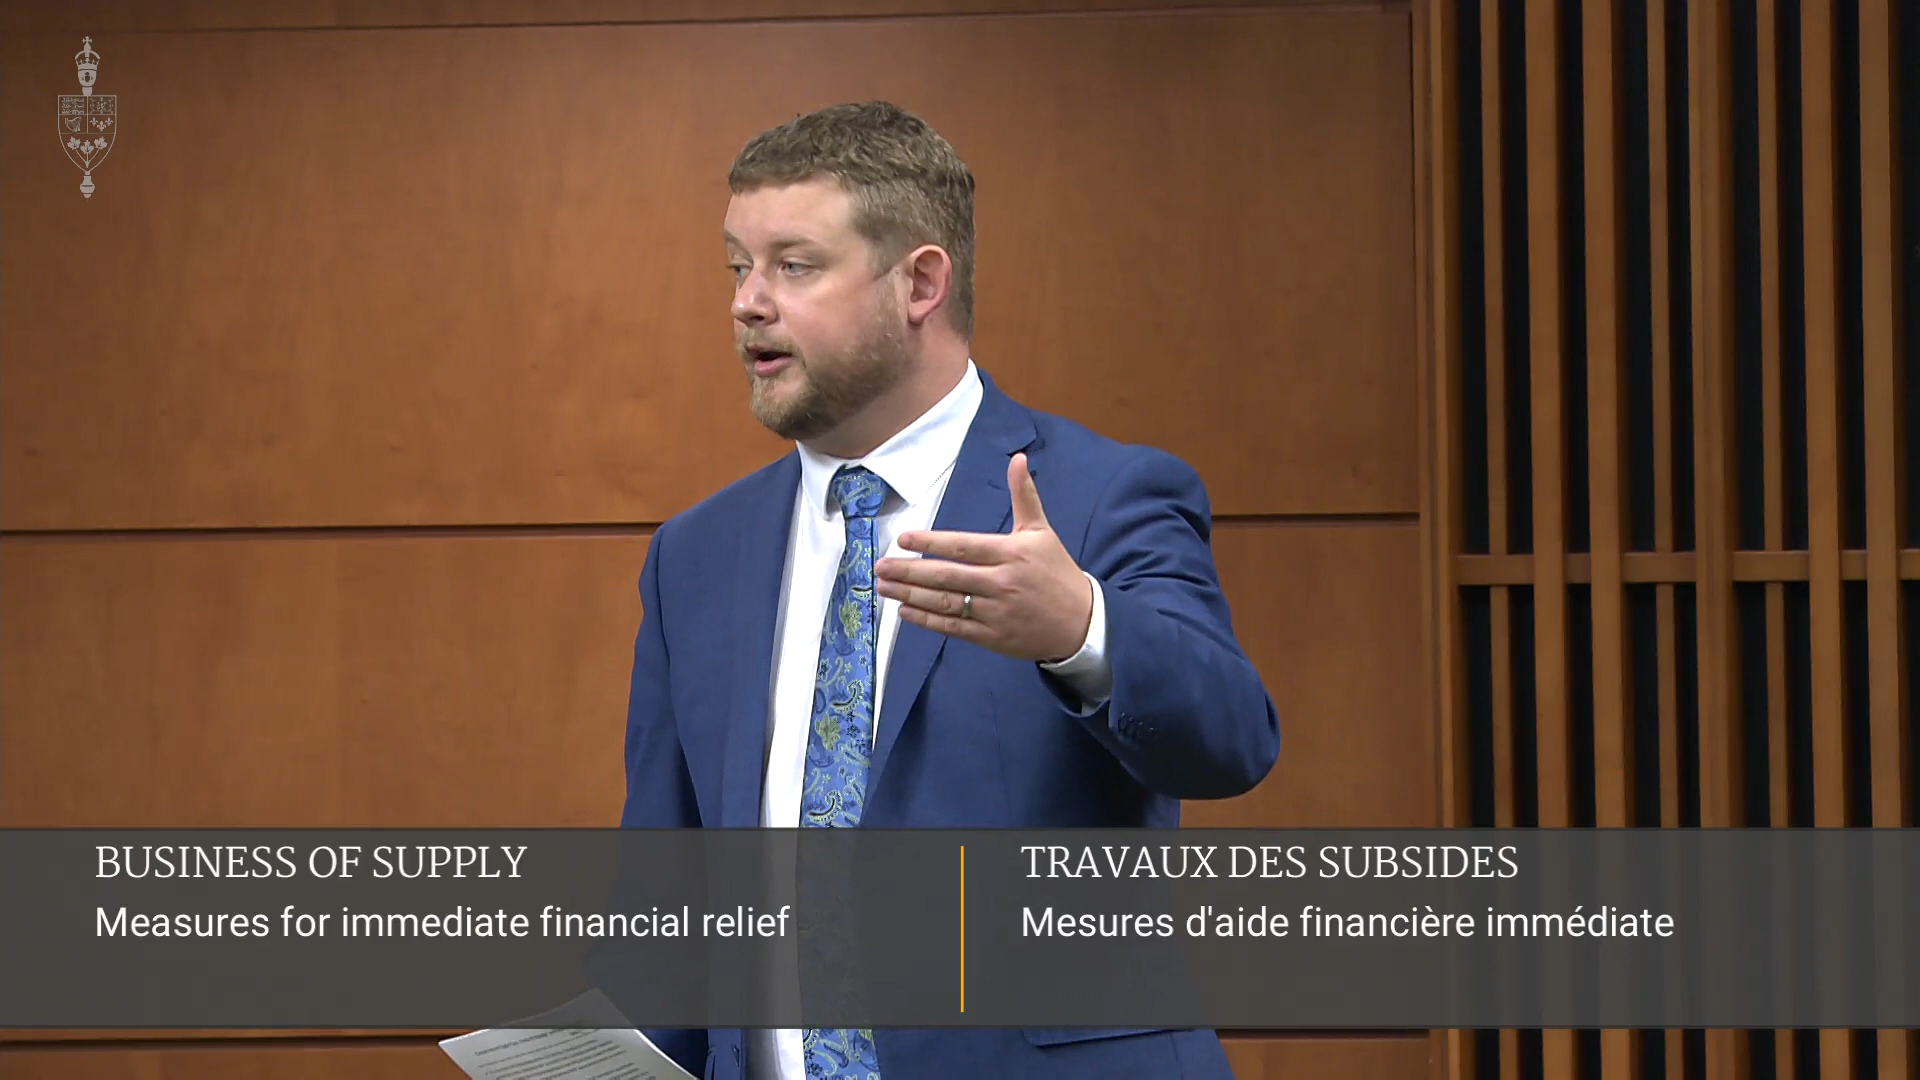 BUSINESS OF SUPPLY
Measures for immediate financial relief
TRAVAUX DES SUBSIDES
Mesures d'aide financière immédiate